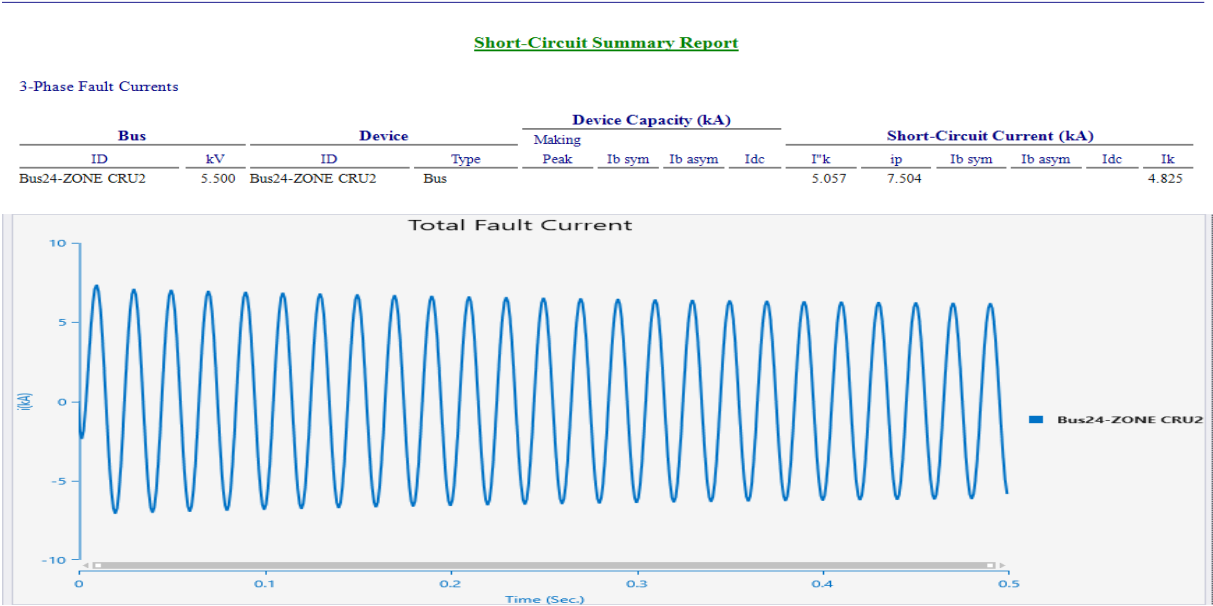 Short-Circuit Summary Report
3-Phase Fault Currents
Device Capacity (kA)
Bus Device Making Short-Circuit Current (kA)
ID kV ID Type Peak Ib sym Ib asym Idc I"k ip Ib sym Ib asym Idc Ik
Bus24-ZONE CRU2 5.500 Bus24-ZONE CRU2 Bus 5.057 7.504 4.825
Total Fault Current
10
5
0
-5
-10
i(kA)
Bus24-ZONE CRU2
0 0.1 0.2 0.3 0.4 0.5
Time (Sec.)